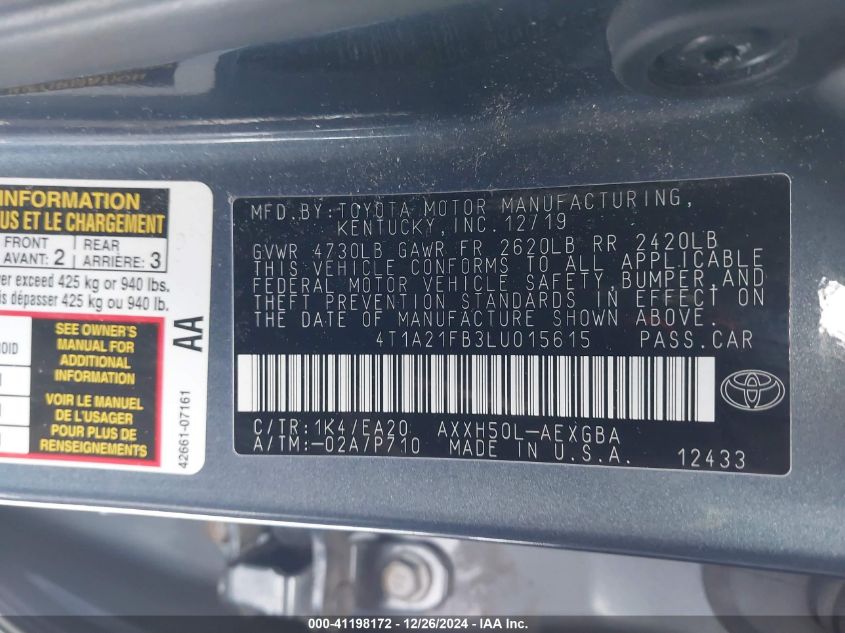 INFORMATION
US ET LE CHARGEMENT
FRONT
AVANT: 2
REAR
ARRIÈRE: 3
ver exceed 425 kg or 940 lbs.
is dépasser 425 kg ou 940 lb.
SEE OWNER'S
MANUAL FOR
ADDITIONAL
INFORMATION
VOIR LE MANUEL
DE L'USAGER
POUR PLUS DE
RENSEIGNEMENTS
AA
42661-07161
MFD.BY:TOYOTA MOTOR MANUFACTURING,
KENTUCKY, INC. 12/19
GVWR 4730LB GAWR FR 2620LB RR 2420LB
THIS VEHICLE CONFORMS TO ALL APPLICABLE
FEDERAL MOTOR VEHICLE SAFETY, BUMPER, AND
THEFT PREVENTION STANDARDS IN EFFECT ON
THE DATE OF MANUFACTURE SHOWN ABOVE.
4T1A21FB3LU015615 PASS.CAR
C/TR:1K4/EA20 AXXH50L-AEXGBA
A/TM:-02A7P710 MADE IN U.S.A. 12433
000-41198172 - 12/26/2024 - IAA Inc.